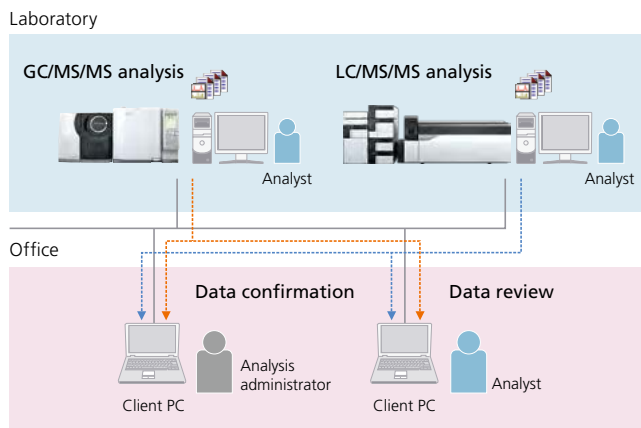 Laboratory
GC/MS/MS analysis
LC/MS/MS analysis
Analyst
Analyst
Office
Data confirmation
Data review
Analysis
administrator
Analyst
Client PC
Client PC